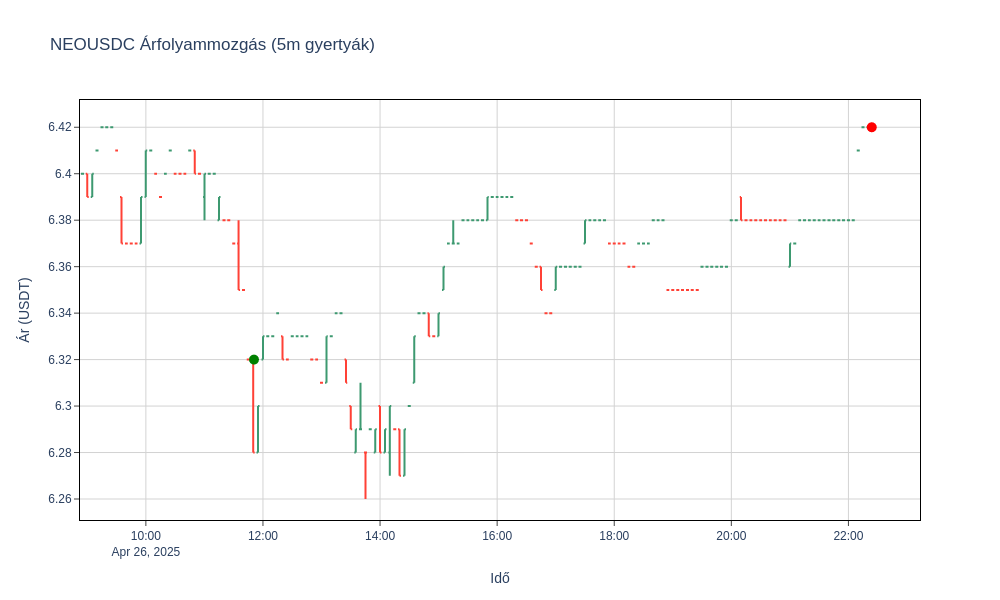 NEOUSDC Árfolyammozgás (5m gyertyák)
Ár (USDT)
6.42
6.4
6.38
6.36
6.34
6.32
6.3
6.28
6.26
10:00 12:00 14:00 16:00 18:00 20:00 22:00
Apr 26, 2025
Idő